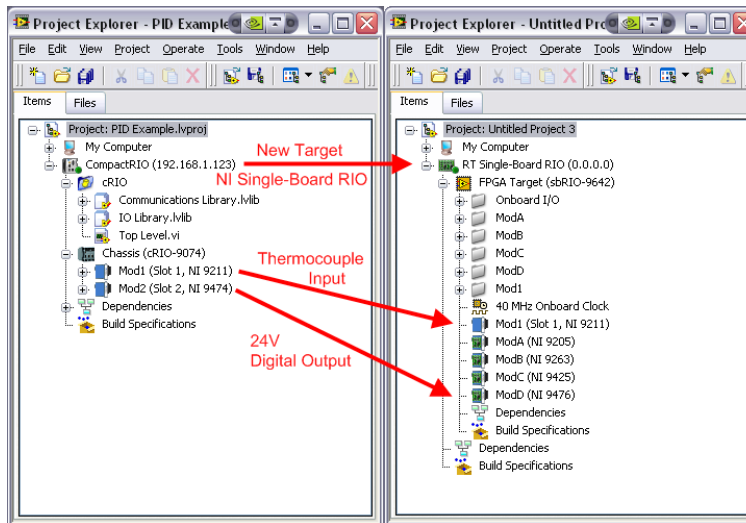 Project Explorer - PID Example
File Edit View Project Operate Tools Window Help
Items Files
Project: PID Example.lvproj
My Computer
CompactRIO (192.168.1.123)
cRIO
Communications Library.lvlib
IO Library.lvlib
Top Level.vi
Chassis (cRIO-9074)
Mod1 (Slot 1, NI 9211)
Mod2 (Slot 2, NI 9474)
Dependencies
Build Specifications
New Target
NI Single-Board RIO
Thermocouple
Input
24V
Digital Output
Project Explorer - Untitled Pro
File Edit View Project Operate Tools Window Help
Items Files
Project: Untitled Project 3
My Computer
RT Single-Board RIO (0.0.0.0)
FPGA Target (sbRIO-9642)
Onboard I/O
ModA
ModB
ModC
ModD
Mod1
40 MHz Onboard Clock
Mod1 (Slot 1, NI 9211)
ModA (NI 9205)
ModB (NI 9263)
ModC (NI 9425)
ModD (NI 9476)
Dependencies
Build Specifications
Dependencies
Build Specifications